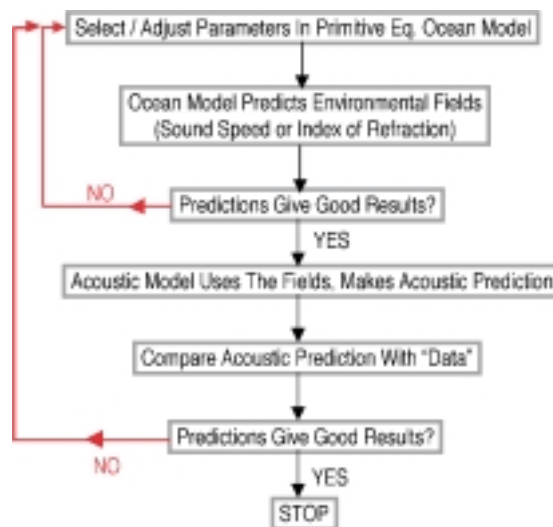 Select / Adjust Parameters In Primitive Eq. Ocean Model
Ocean Model Predicts Environmental Fields
(Sound Speed or Index of Refraction)
NO
Predictions Give Good Results?
YES
Acoustic Model Uses The Fields, Makes Acoustic Prediction
Compare Acoustic Prediction With "Data"
Predictions Give Good Results?
NO
YES
STOP